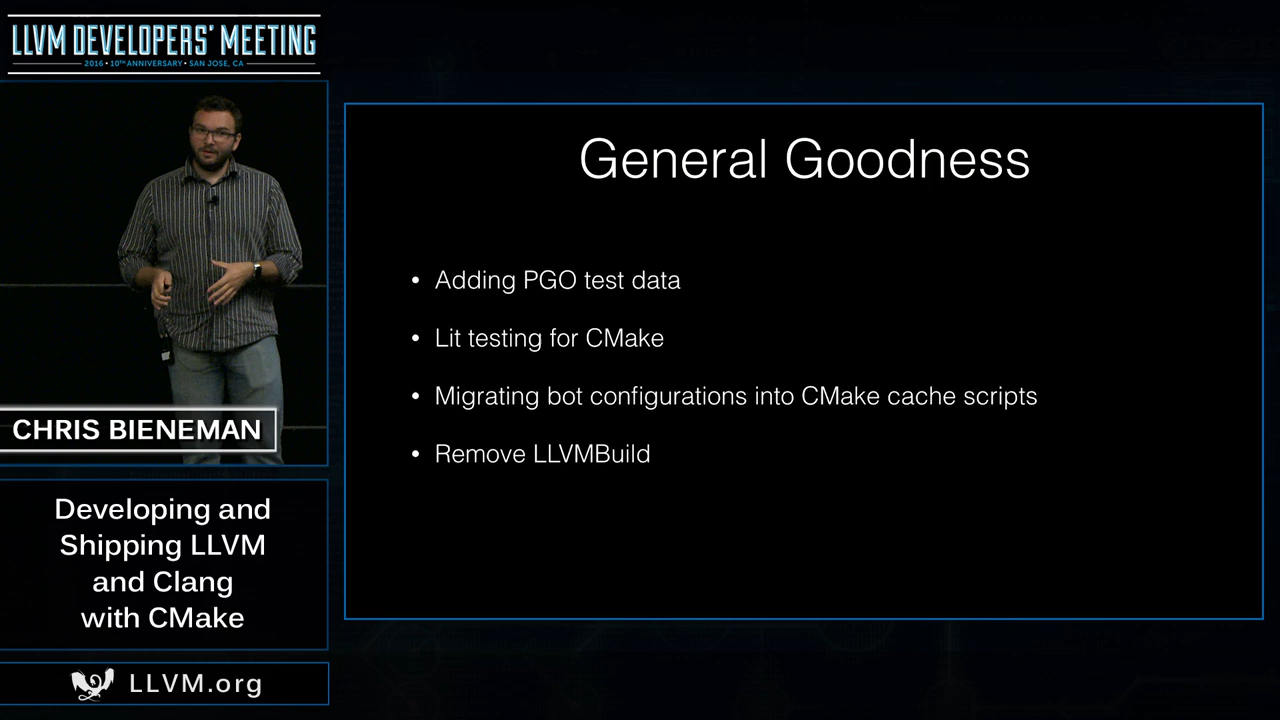 LLVM DEVELOPERS' MEETING
2016 • 10TH ANNIVERSARY • SAN JOSE, CA
General Goodness
• Adding PGO test data
• Lit testing for CMake
• Migrating bot configurations into CMake cache scripts
• Remove LLVMBuild
CHRIS BIENEMAN
Developing and
Shipping LLVM
and Clang
with CMake
LLVM.org